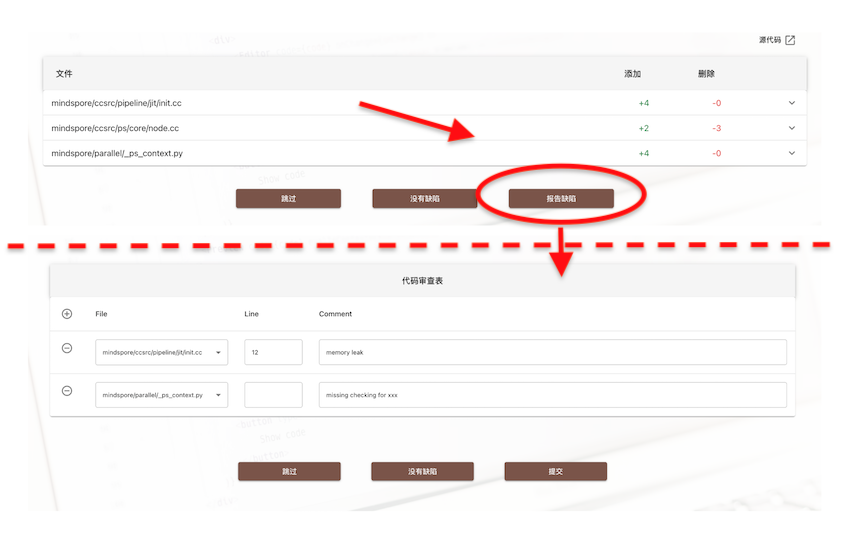 源代码
文件 添加 删除
mindspore/ccsrc/pipeline/jit/init.cc +4 -0
mindspore/ccsrc/ps/core/node.cc +2 -3
mindspore/parallel/_ps_context.py +4 -0
跳过 没有缺陷 报告缺陷
代码审查表
File Line Comment
mindspore/ccsrc/pipeline/jit/init.cc 12 memory leak
mindspore/parallel/_ps_context.py missing checking for xxx
跳过 没有缺陷 提交